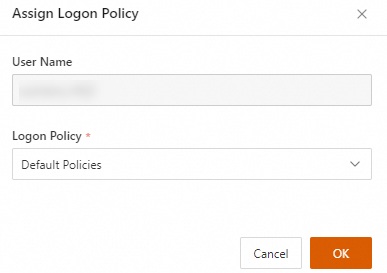 Assign Logon Policy
User Name
Logon Policy *
Default Policies
Cancel
OK